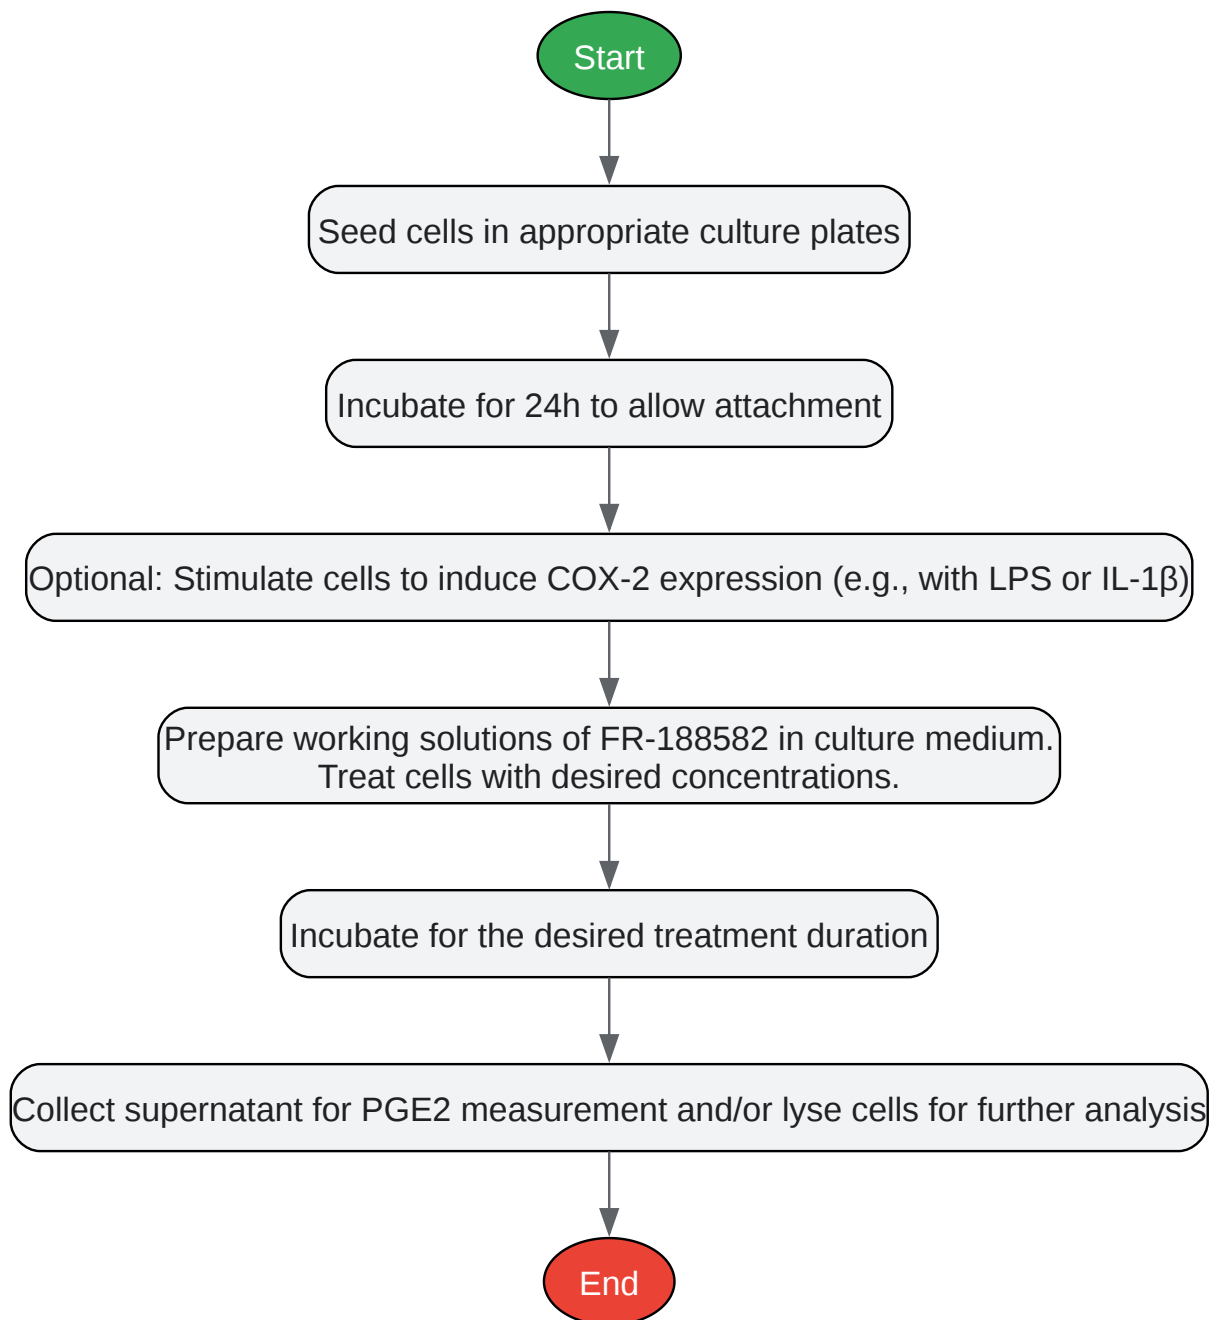 Start
Seed cells in appropriate culture plates
Incubate for 24h to allow attachment
Optional: Stimulate cells to induce COX-2 expression (e.g., with LPS or IL-1β)
Prepare working solutions of FR-188582 in culture medium.
Treat cells with desired concentrations.
Incubate for the desired treatment duration
Collect supernatant for PGE2 measurement and/or lyse cells for further analysis
End